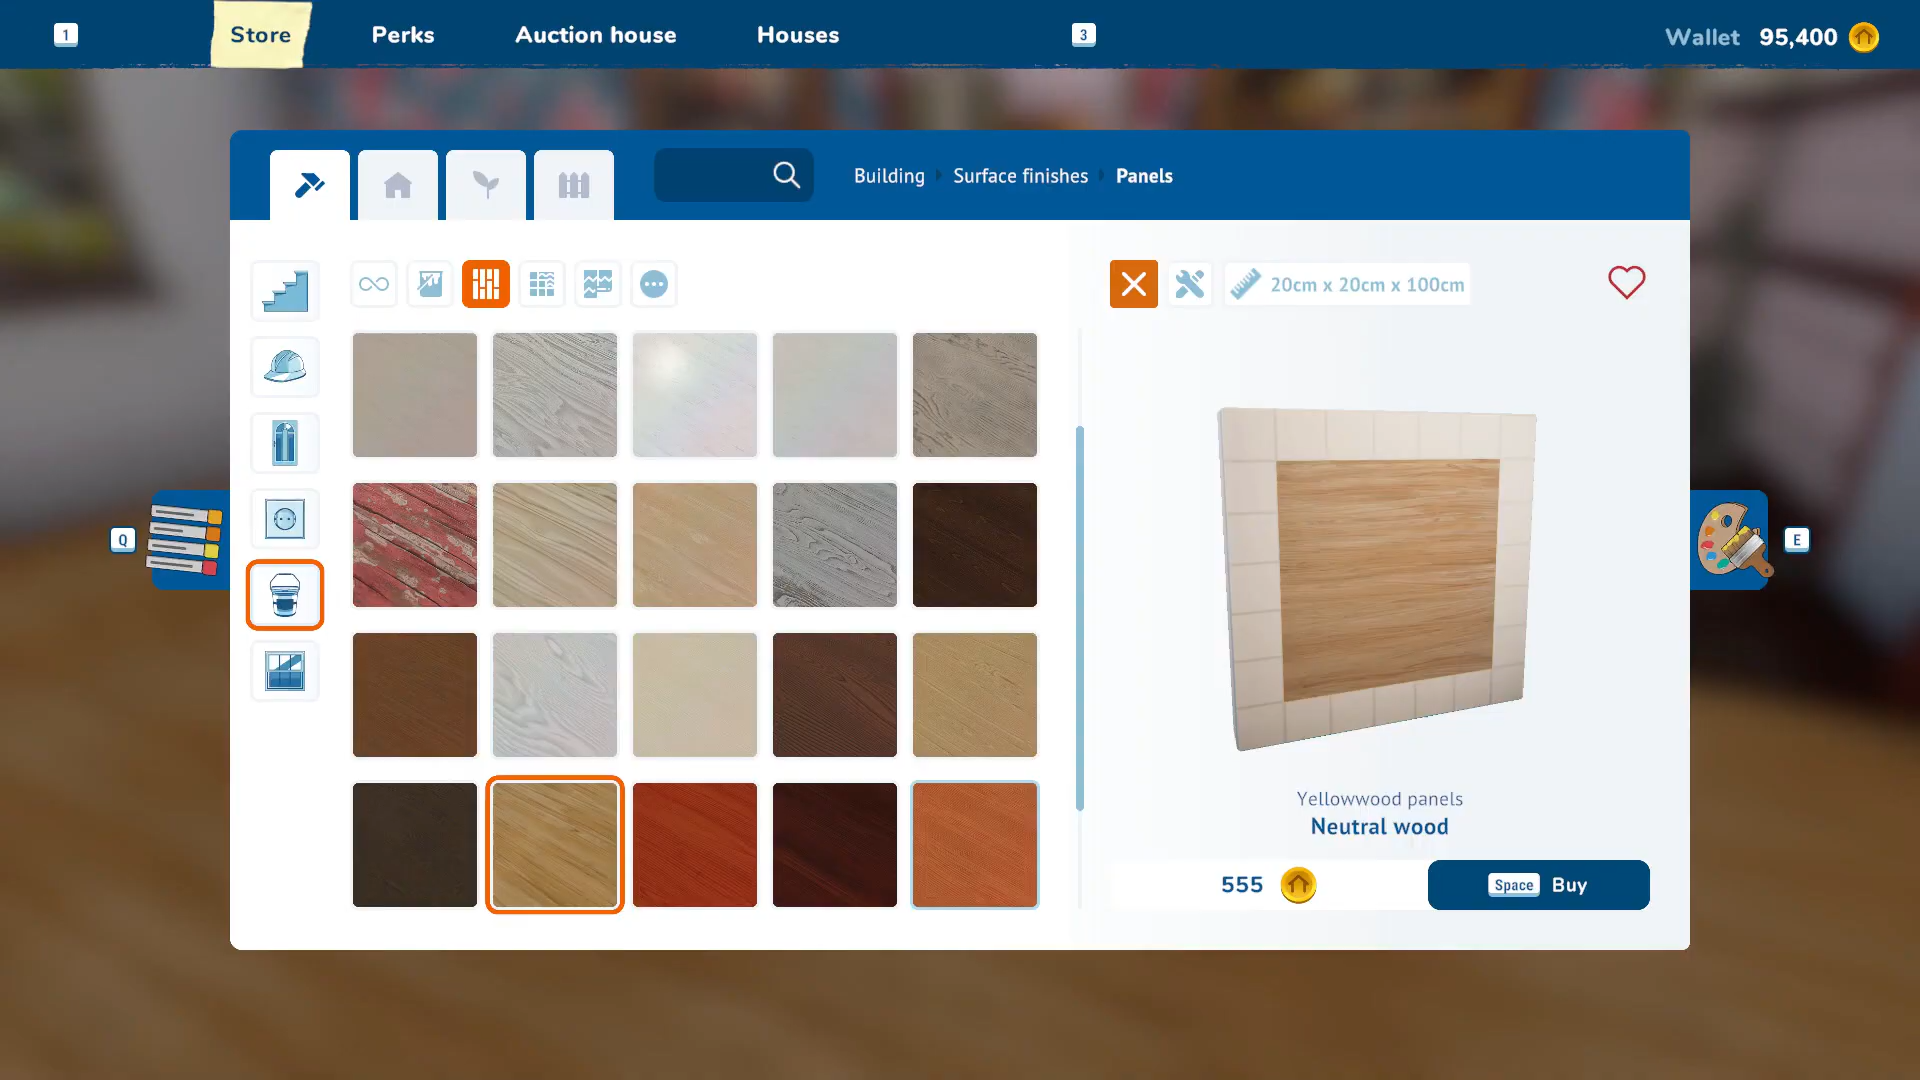 1
Store
Perks
Auction house
Houses
3
Wallet 95,400
Building
Surface finishes
Panels
20cm x 20cm x 100cm
Q
E
Yellowwood panels
Neutral wood
555
Space Buy